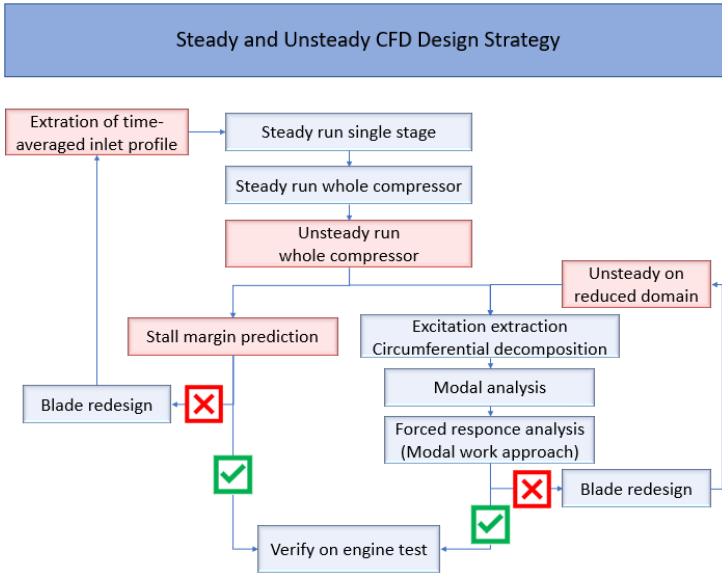 Steady and Unsteady CFD Design Strategy
Extration of time-
averaged inlet profile
Steady run single stage
Steady run whole compressor
Unsteady run
whole compressor
Unsteady on
reduced domain
Stall margin prediction
Excitation extraction
Circumferential decomposition
Blade redesign
Modal analysis
Forced responce analysis
(Modal work approach)
Blade redesign
Verify on engine test